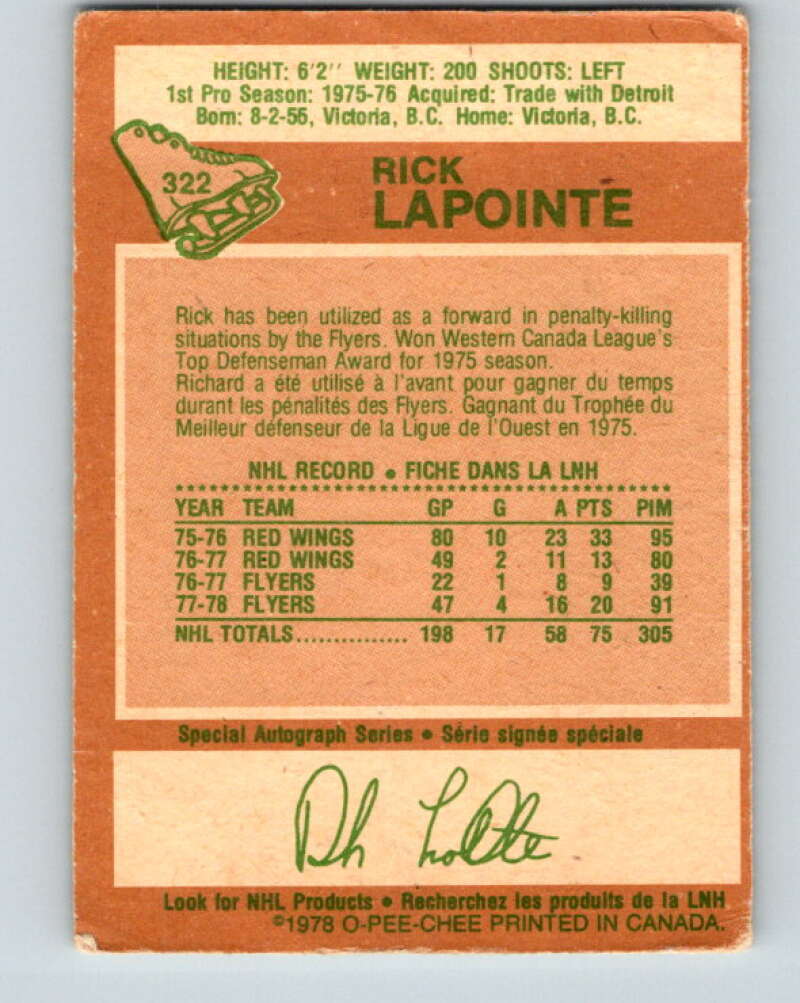 HEIGHT: 6'2'' WEIGHT: 200 SHOOTS: LEFT
1st Pro Season: 1975-76 Acquired: Trade with Detroit
Born: 8-2-55, Victoria, B.C. Home: Victoria, B.C.
322
RICK
LAPOINTE
Rick has been utilized as a forward in penalty-killing
situations by the Flyers. Won Western Canada League's
Top Defenseman Award for 1975 season.
Richard a été utilisé à l'avant pour gagner du temps
durant les pénalités des Flyers. Gagnant du Trophée du
Meilleur défenseur de la Ligue de l'Ouest en 1975.
NHL RECORD • FICHE DANS LA LNH
YEAR TEAM GP G A PTS PIM
75-76 RED WINGS 80 10 23 33 95
76-77 RED WINGS 49 2 11 13 80
76-77 FLYERS 22 1 8 9 39
77-78 FLYERS 47 4 16 20 91
NHL TOTALS............... 198 17 58 75 305
Special Autograph Series • Série signée spéciale
Look for NHL Products • Recherchez les produits de la LNH
©1978 O-PEE-CHEE PRINTED IN CANADA.